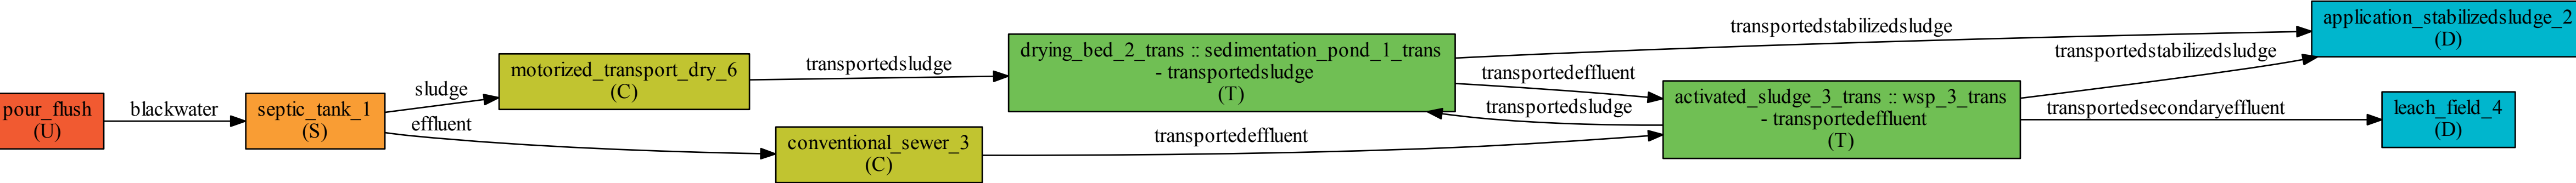 pour_flush
(U)
blackwater
septic_tank_1
(S)
sludge
effluent
motorized_transport_dry_6
(C)
conventional_sewer_3
(C)
transportedsludge
transportedeffluent
drying_bed_2_trans :: sedimentation_pond_1_trans
- transportedsludge
(T)
transportedstabilizedsludge
transportedeffluent
transportedsludge
activated_sludge_3_trans :: wsp_3_trans
- transportedeffluent
(T)
transportedstabilizedsludge
transportedsecondaryeffluent
application_stabilizedsludge_2
(D)
leach_field_4
(D)